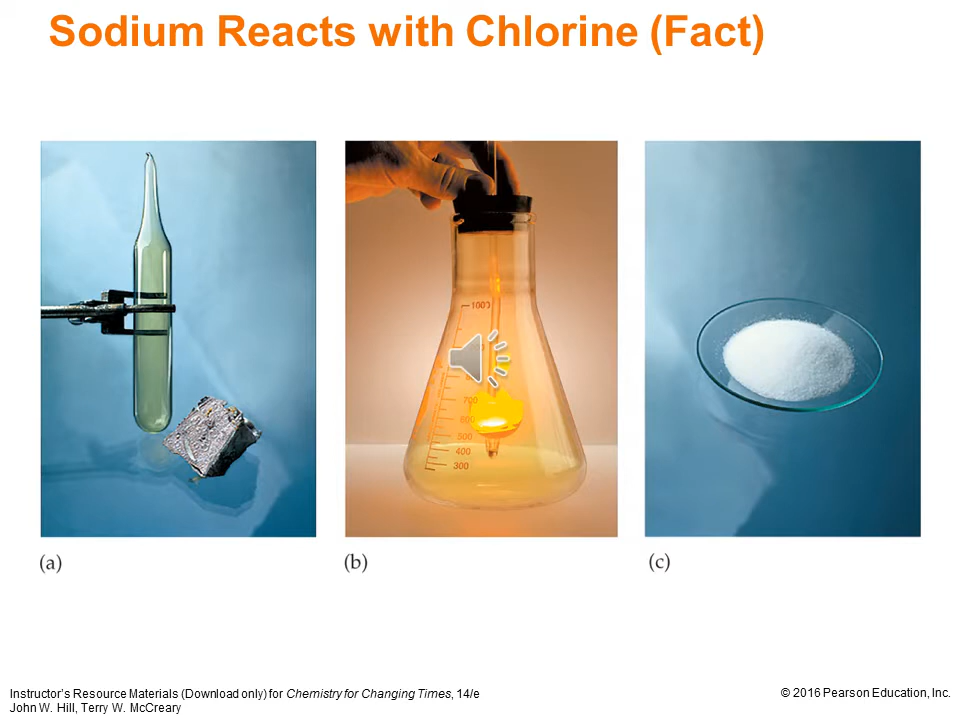 Sodium Reacts with Chlorine (Fact)
1000
700
600
500
400
300
(a)
(b)
(c)
Instructor's Resource Materials (Download only) for Chemistry for Changing Times, 14/e
John W. Hill, Terry W. McCreary
© 2016 Pearson Education, Inc.